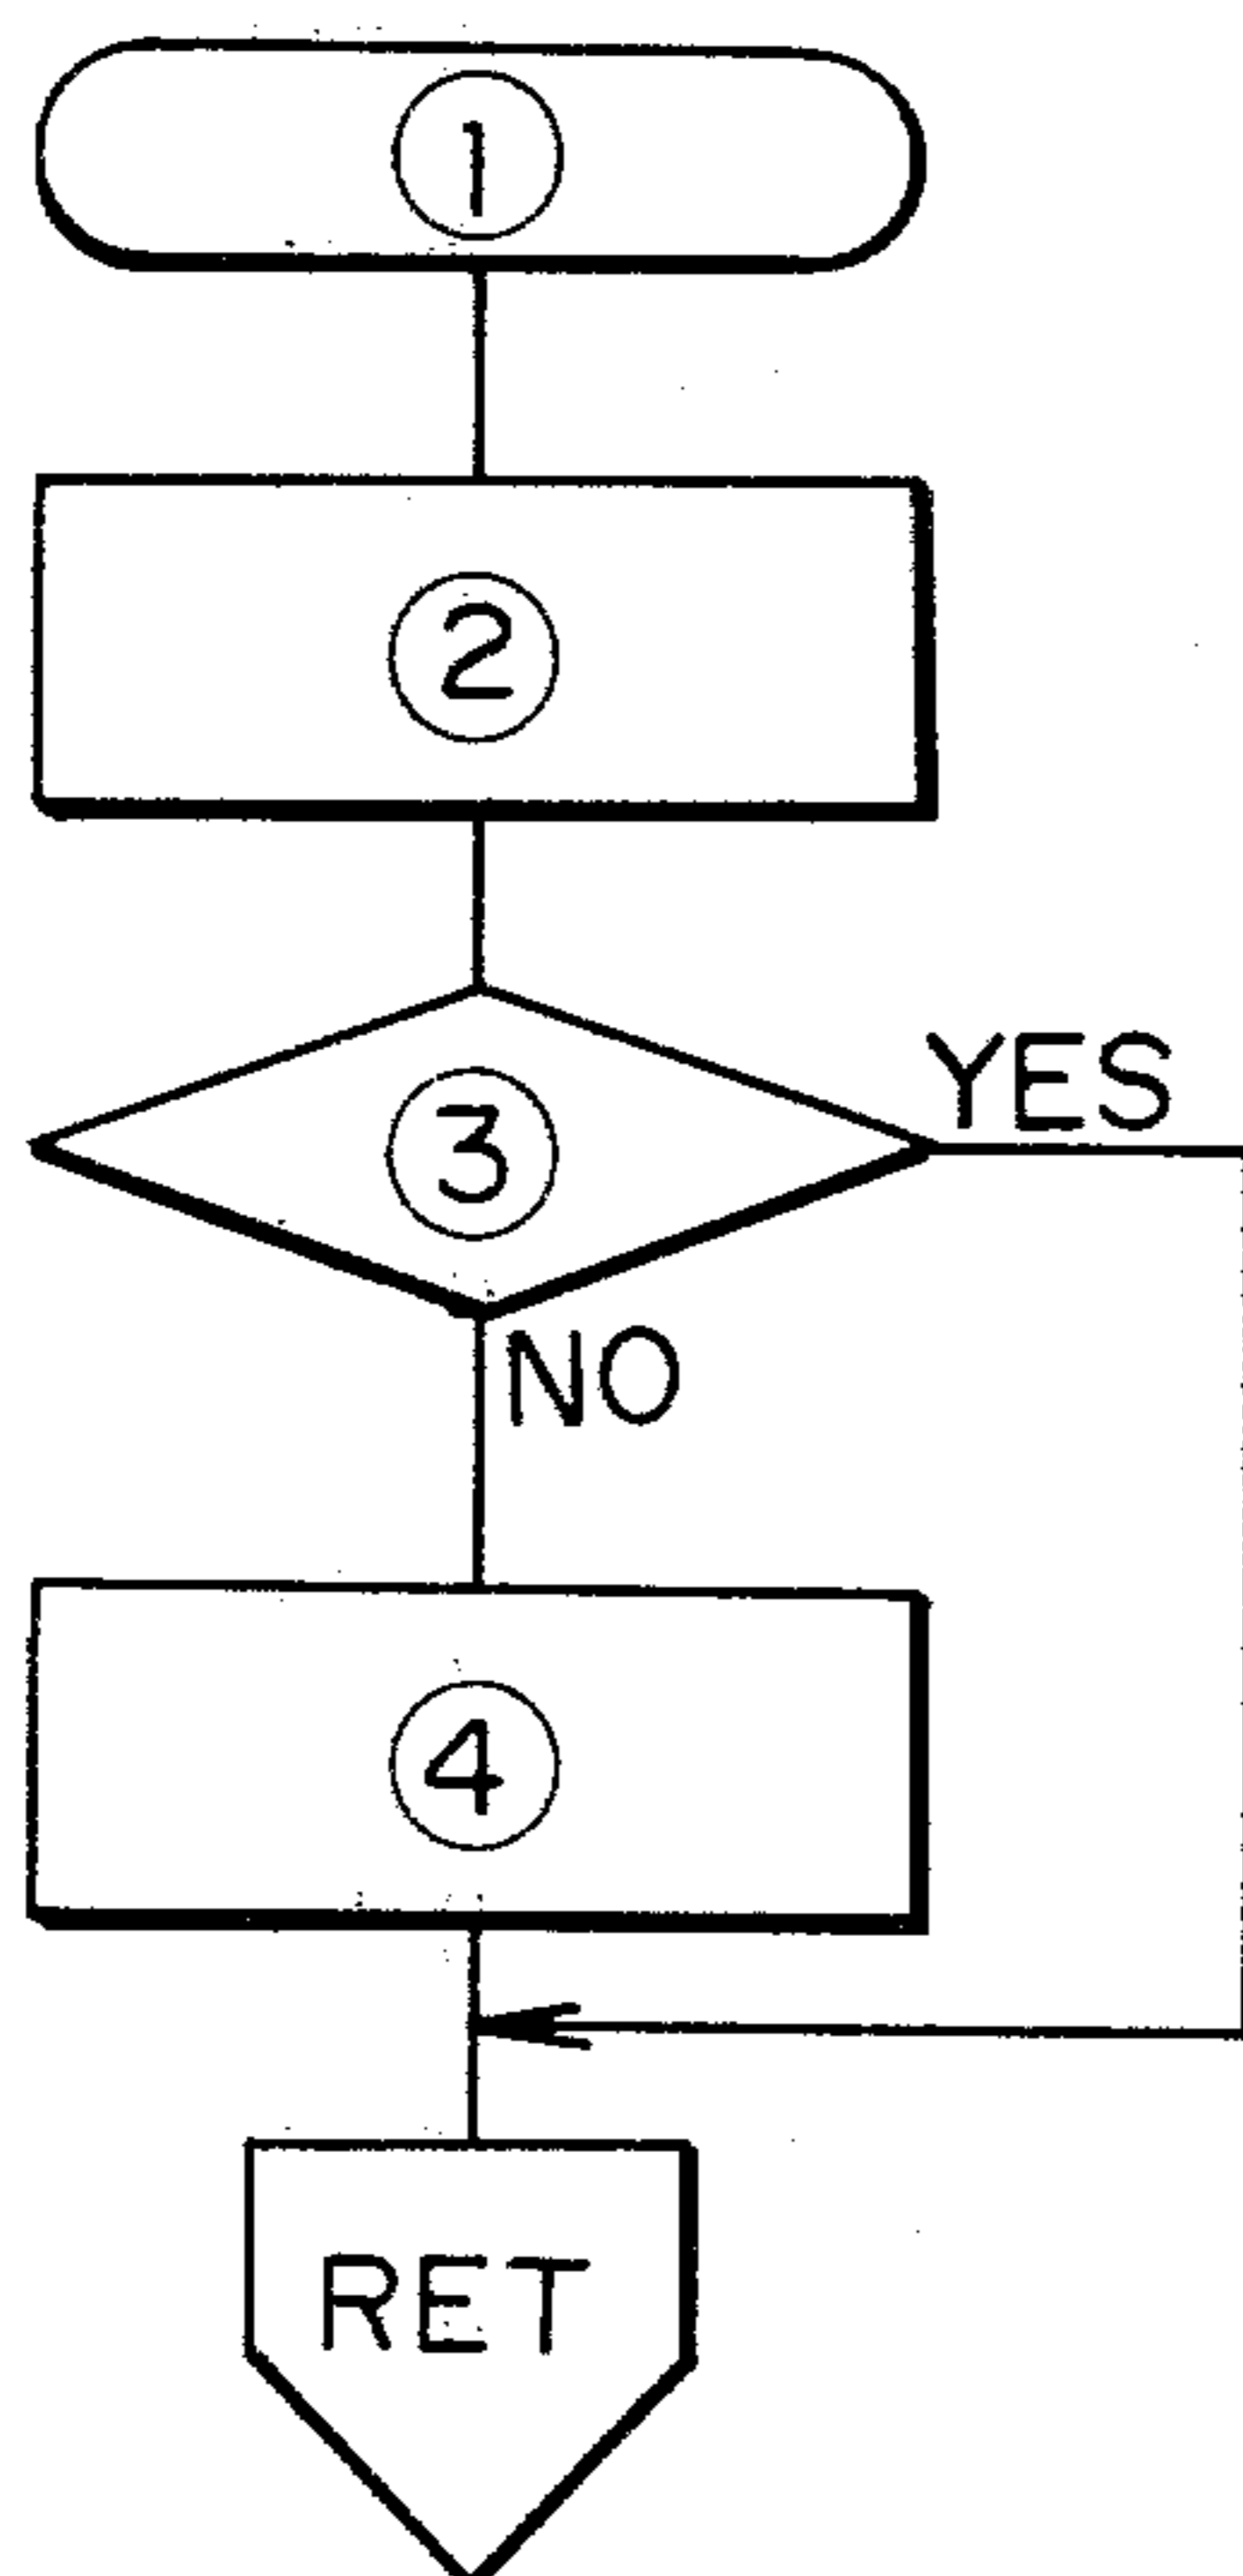 ①
②
③
YES
NO
④
RET